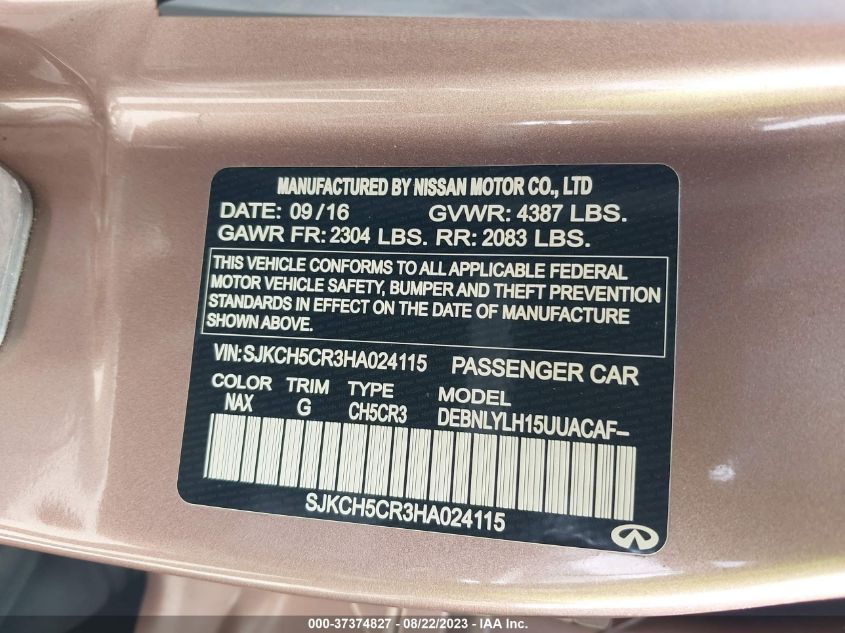 MANUFACTURED BY NISSAN MOTOR CO., LTD
DATE: 09/16 GVWR: 4387 LBS.
GAWR FR: 2304 LBS. RR: 2083 LBS.
THIS VEHICLE CONFORMS TO ALL APPLICABLE FEDERAL
MOTOR VEHICLE SAFETY, BUMPER AND THEFT PREVENTION
STANDARDS IN EFFECT ON THE DATE OF MANUFACTURE
SHOWN ABOVE.
VIN: SJKCH5CR3HA024115 PASSENGER CAR
COLOR TRIM TYPE MODEL
NAX G CH5CR3 DEBNLYLH15UUACAF–
SJKCH5CR3HA024115
000-37374827 - 08/22/2023 - IAA Inc.